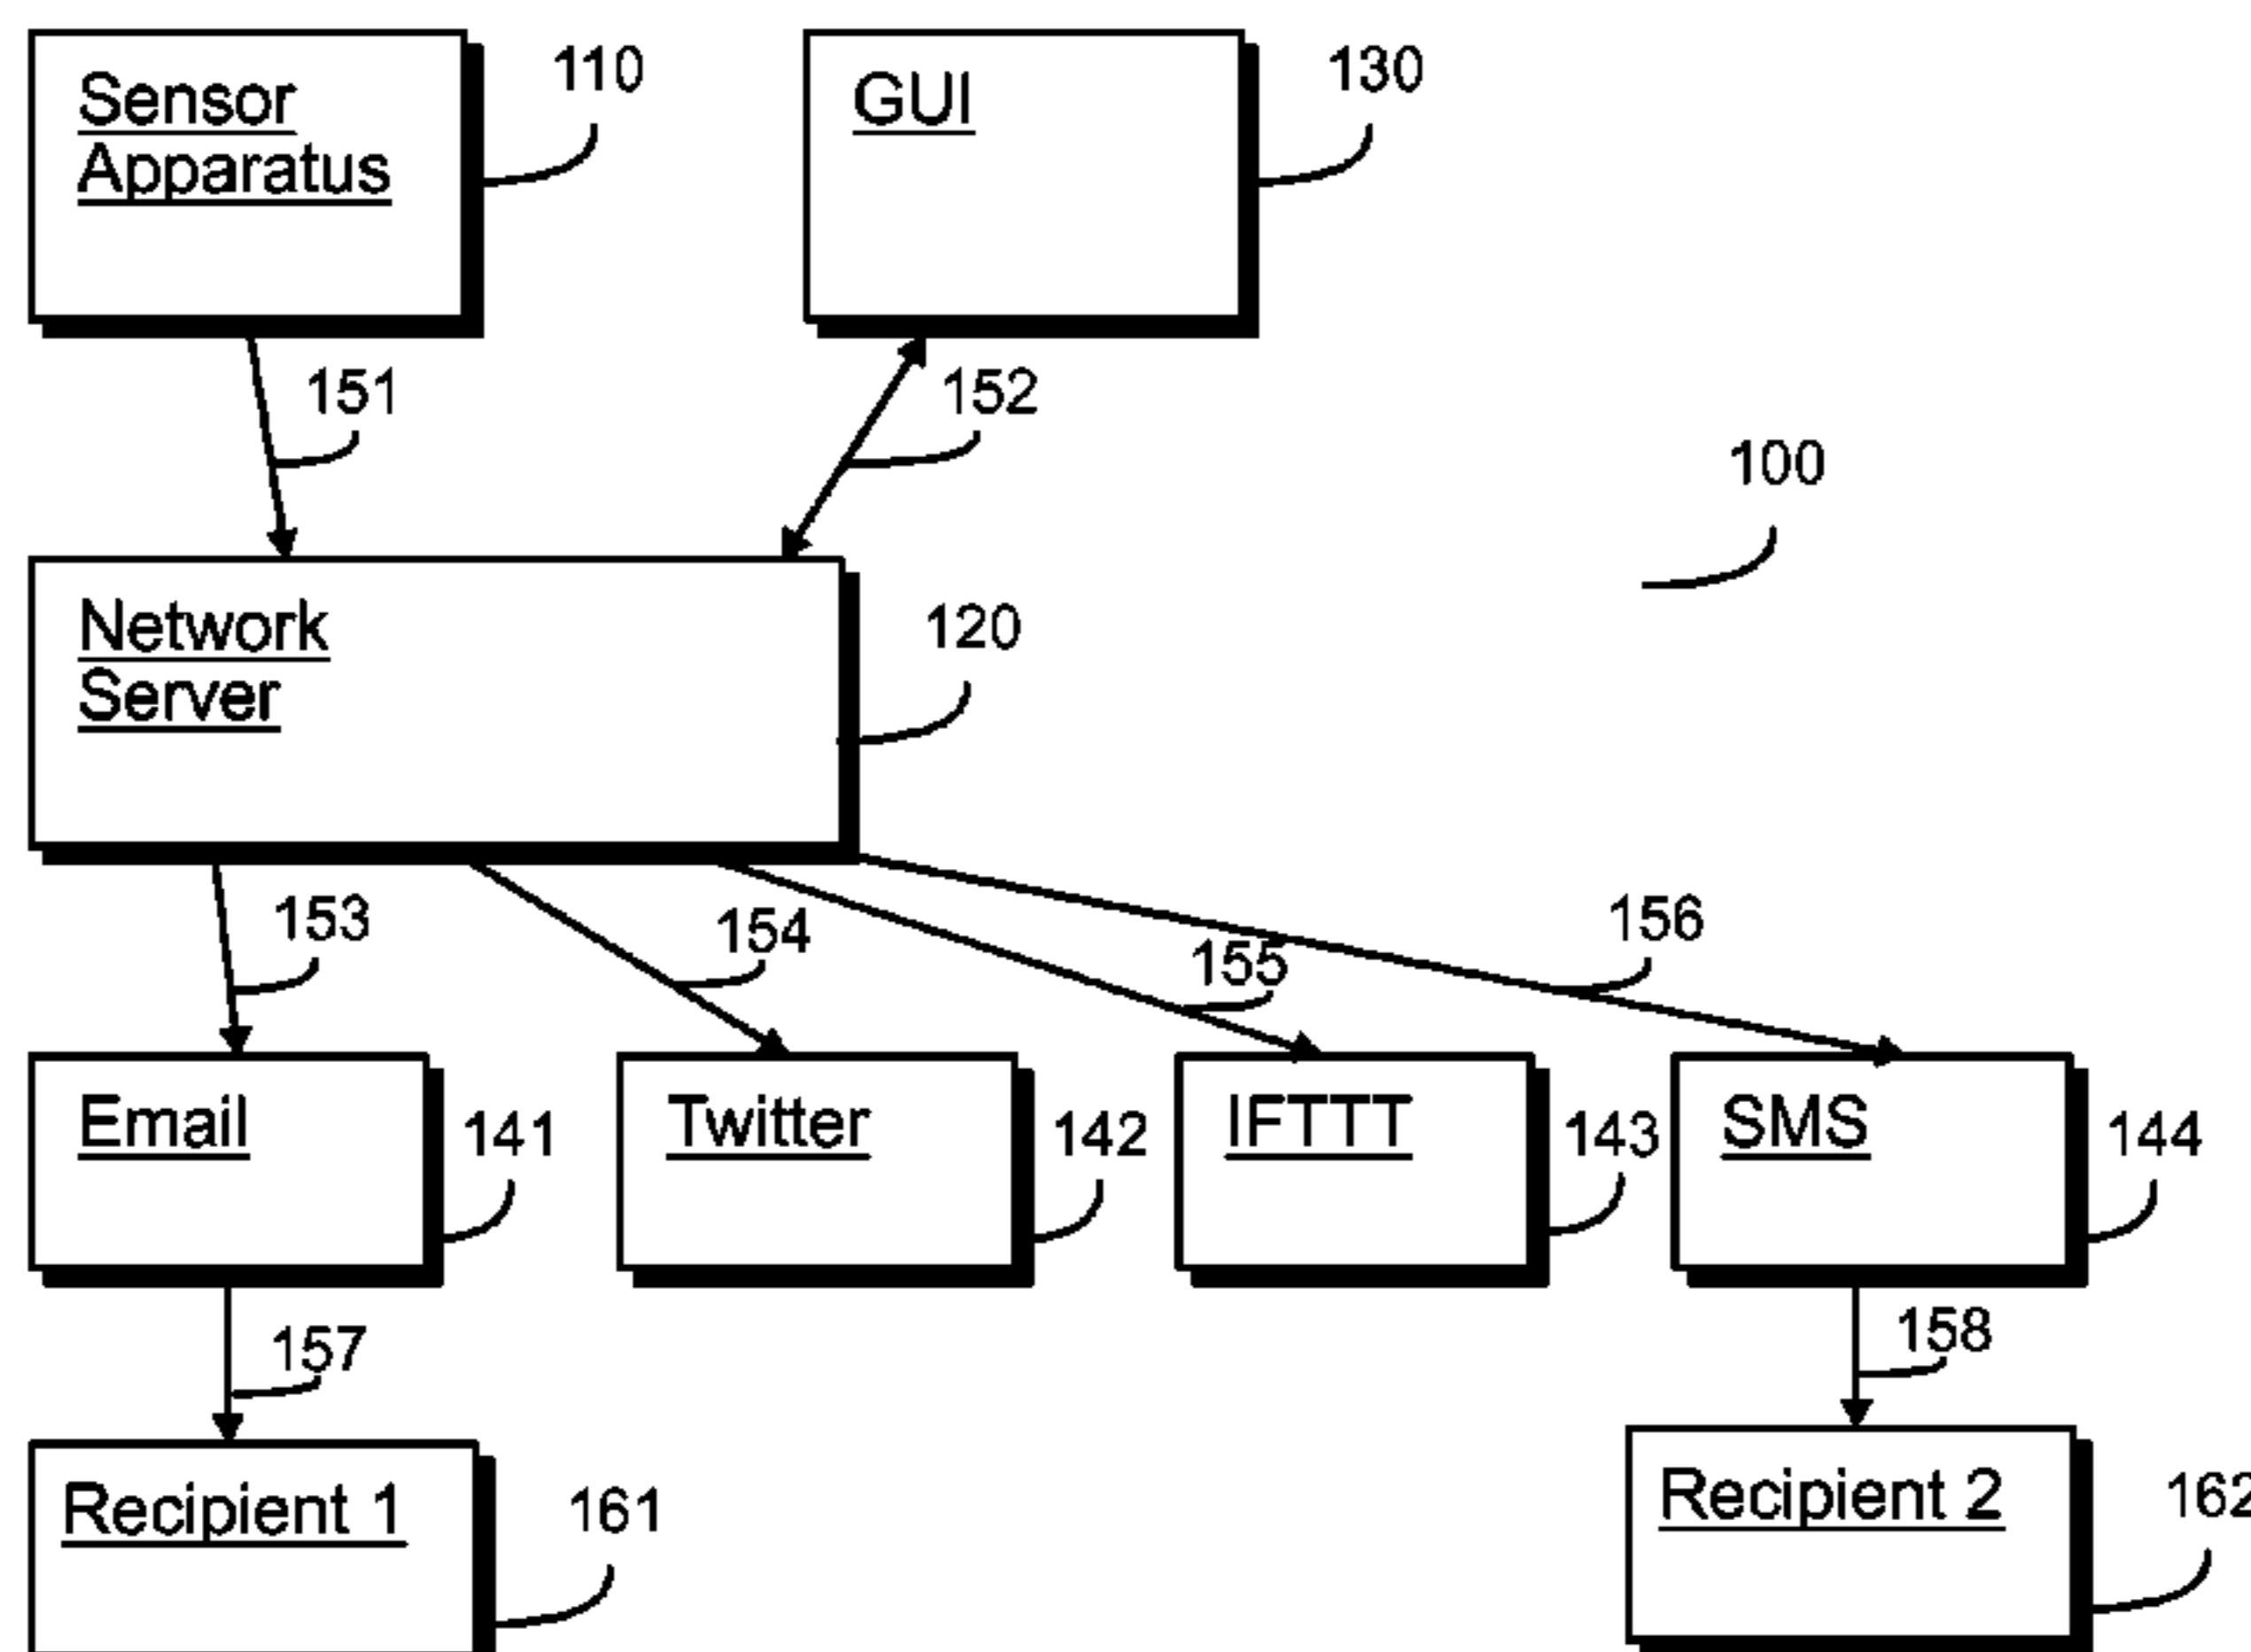 Sensor
Apparatus
110
GUI
130
151
152
100
Network
Server
120
153
154
155
156
Email
141
Twitter
142
IFTTT
143
SMS
144
157
158
Recipient 1
161
Recipient 2
162